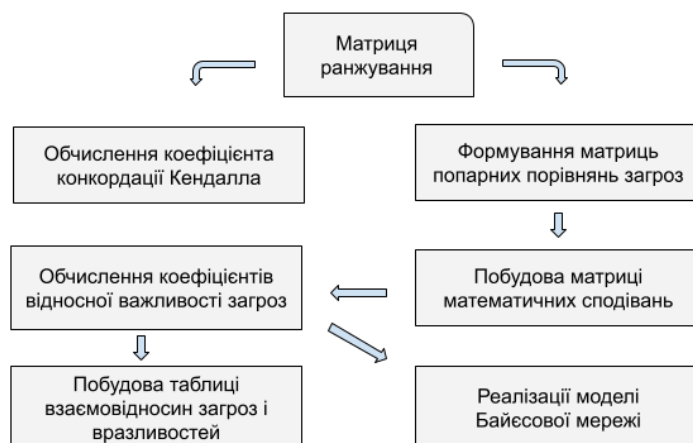 Матриця
ранжування
Обчислення коефіцієнта
конкордації Кендалла
Формування матриць
попарних порівнянь загроз
Обчислення коефіцієнтів
відносної важливості загроз
Побудова матриці
математичних сподівань
Побудова таблиці
взаємовідносин загроз і
вразливостей
Реалізації моделі
Байєсової мережі